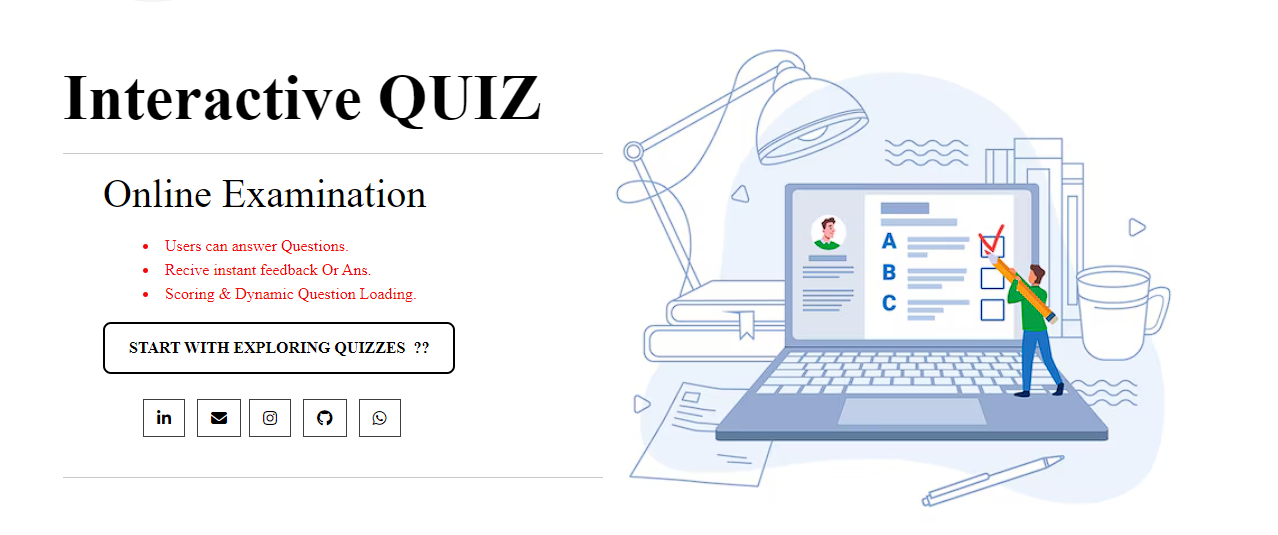 Interactive QUIZ
Online Examination
Users can answer Questions.
Recive instant feedback Or Ans.
Scoring & Dynamic Question Loading.
START WITH EXPLORING QUIZZES ??
in
A
B
C